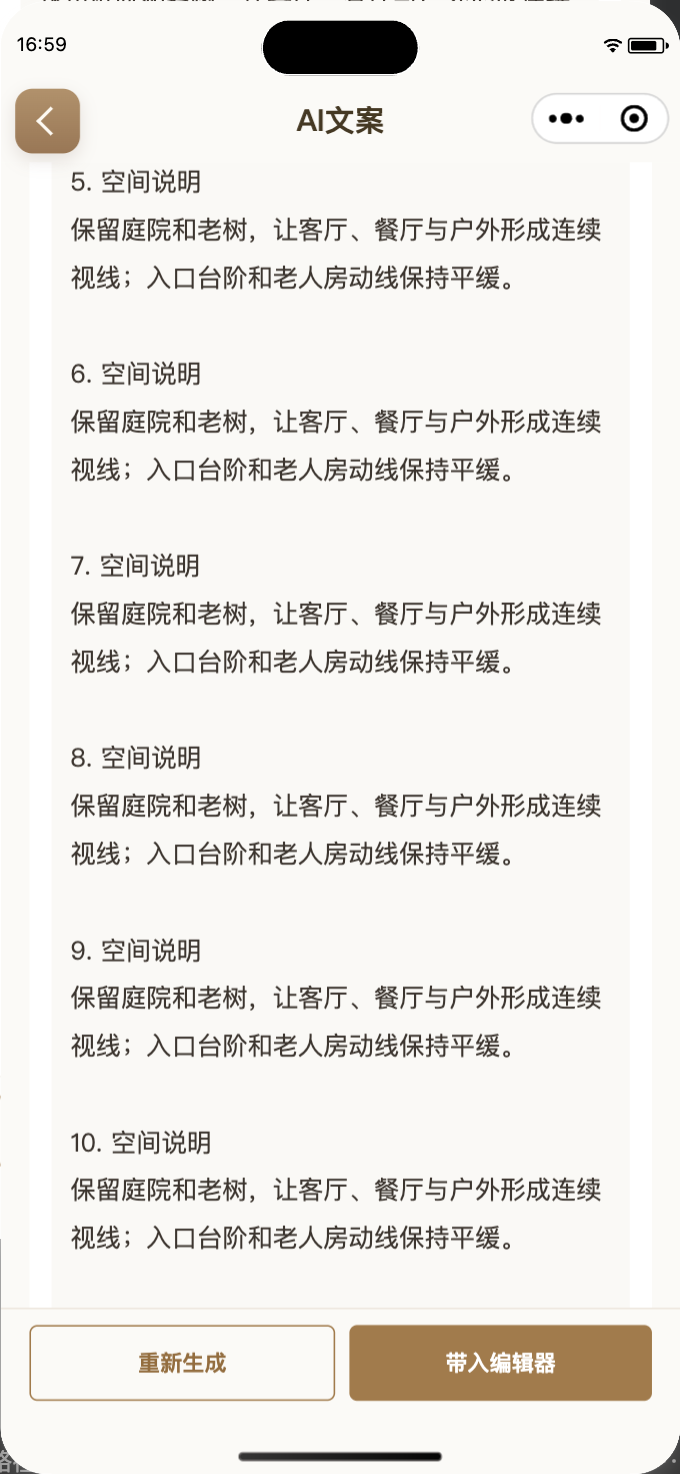 16:59
AI文案
5. 空间说明
保留庭院和老树，让客厅、餐厅与户外形成连续
视线；入口台阶和老人房动线保持平缓。
6. 空间说明
保留庭院和老树，让客厅、餐厅与户外形成连续
视线；入口台阶和老人房动线保持平缓。
7. 空间说明
保留庭院和老树，让客厅、餐厅与户外形成连续
视线；入口台阶和老人房动线保持平缓。
8. 空间说明
保留庭院和老树，让客厅、餐厅与户外形成连续
视线；入口台阶和老人房动线保持平缓。
9. 空间说明
保留庭院和老树，让客厅、餐厅与户外形成连续
视线；入口台阶和老人房动线保持平缓。
10. 空间说明
保留庭院和老树，让客厅、餐厅与户外形成连续
视线；入口台阶和老人房动线保持平缓。
重新生成
带入编辑器